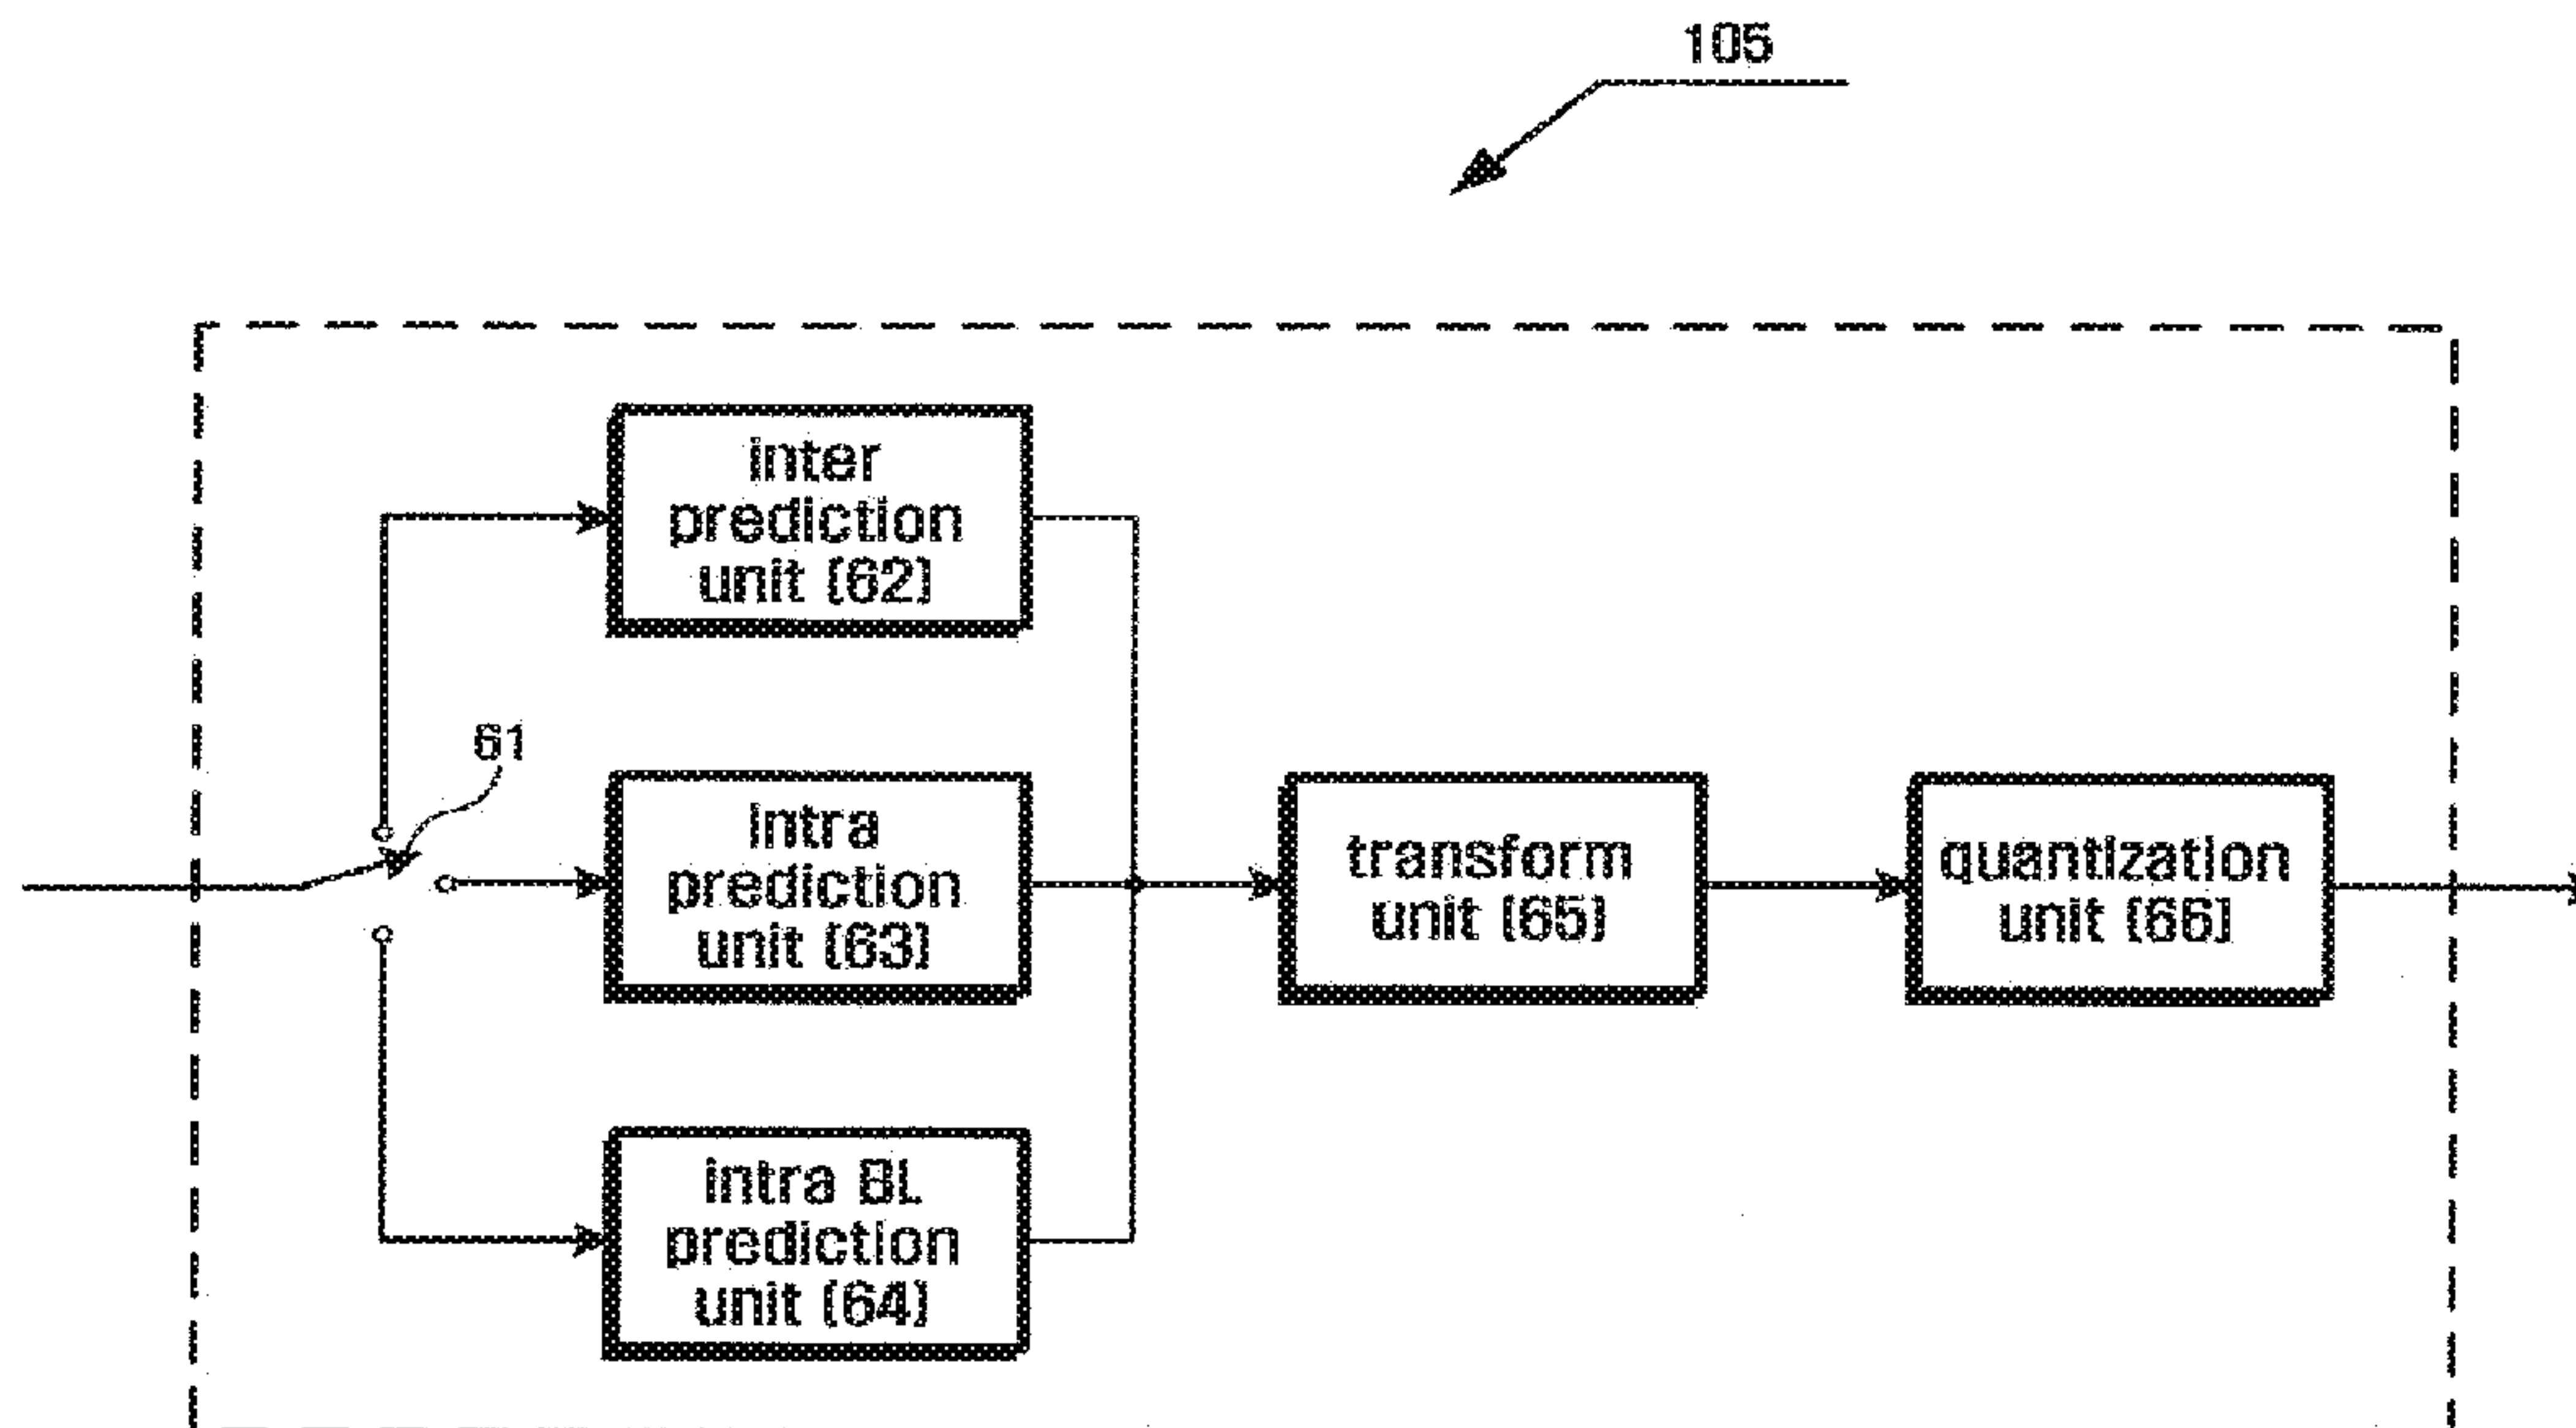 105
inter
prediction
unit (62)
61
intra
prediction
unit (63)
transform
unit (65)
quantization
unit (66)
intra BL
prediction
unit (64)